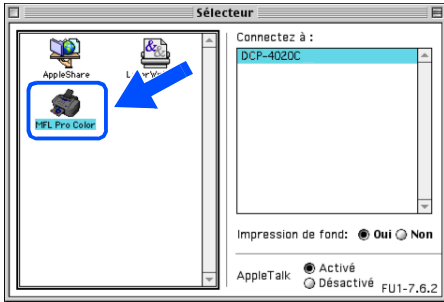 Sélecteur
AppleShare
MFL Pro Color
Connectez à :
DCP-4020C
Impression de fond: Oui Non
AppleTalk
Activé
Désactivé
FU1-7.6.2